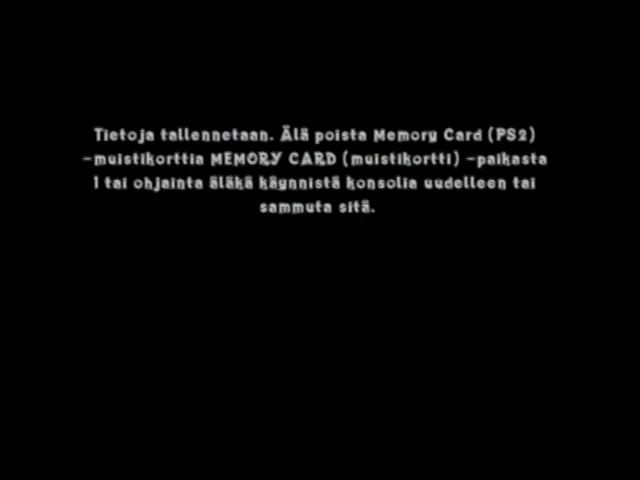 Tietoja tallennetaan. Älä poista Memory Card (PS2)
-muistikorttia MEMORY CARD (muistikortti) -paikasta
1 tai ohjainta äläkä käynnistä konsolia uudelleen tai
sammuta sitä.